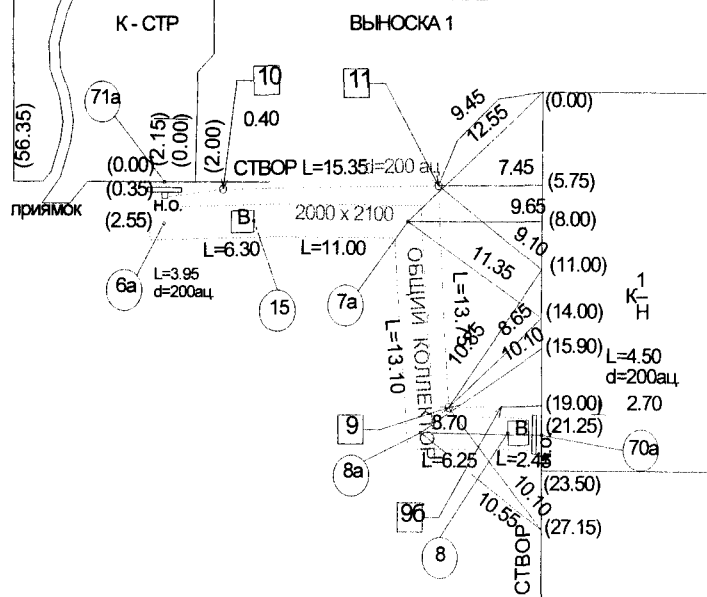 К - СТР
ВЫНОСКА 1
71а
10
11
0.40
9.45
12.55
(0.00)
(56.35)
(2.15)
(0.00)
(2.00)
(0.00)
СТВОР L=15.35
d=200 ац
7.45
(5.75)
(0.35)
н.о.
приямок
(2.55)
В
2000 x 2100
9.65
(8.00)
L=6.30
L=11.00
9.10
6а
L=3.95
d=200ац
15
7а
11.35
(11.00)
ОБЩИЙ КОЛЛЕКТОР
L=13.10
10.85
8.65
10.10
(14.00)
(15.90)
К 1/Н
L=4.50
d=200ац
9
8.70
(19.00)
2.70
В
(21.25)
8а
L=6.25
L=2.45
70а
(23.50)
9б
10.10
10.55
(27.15)
8
СТВОР